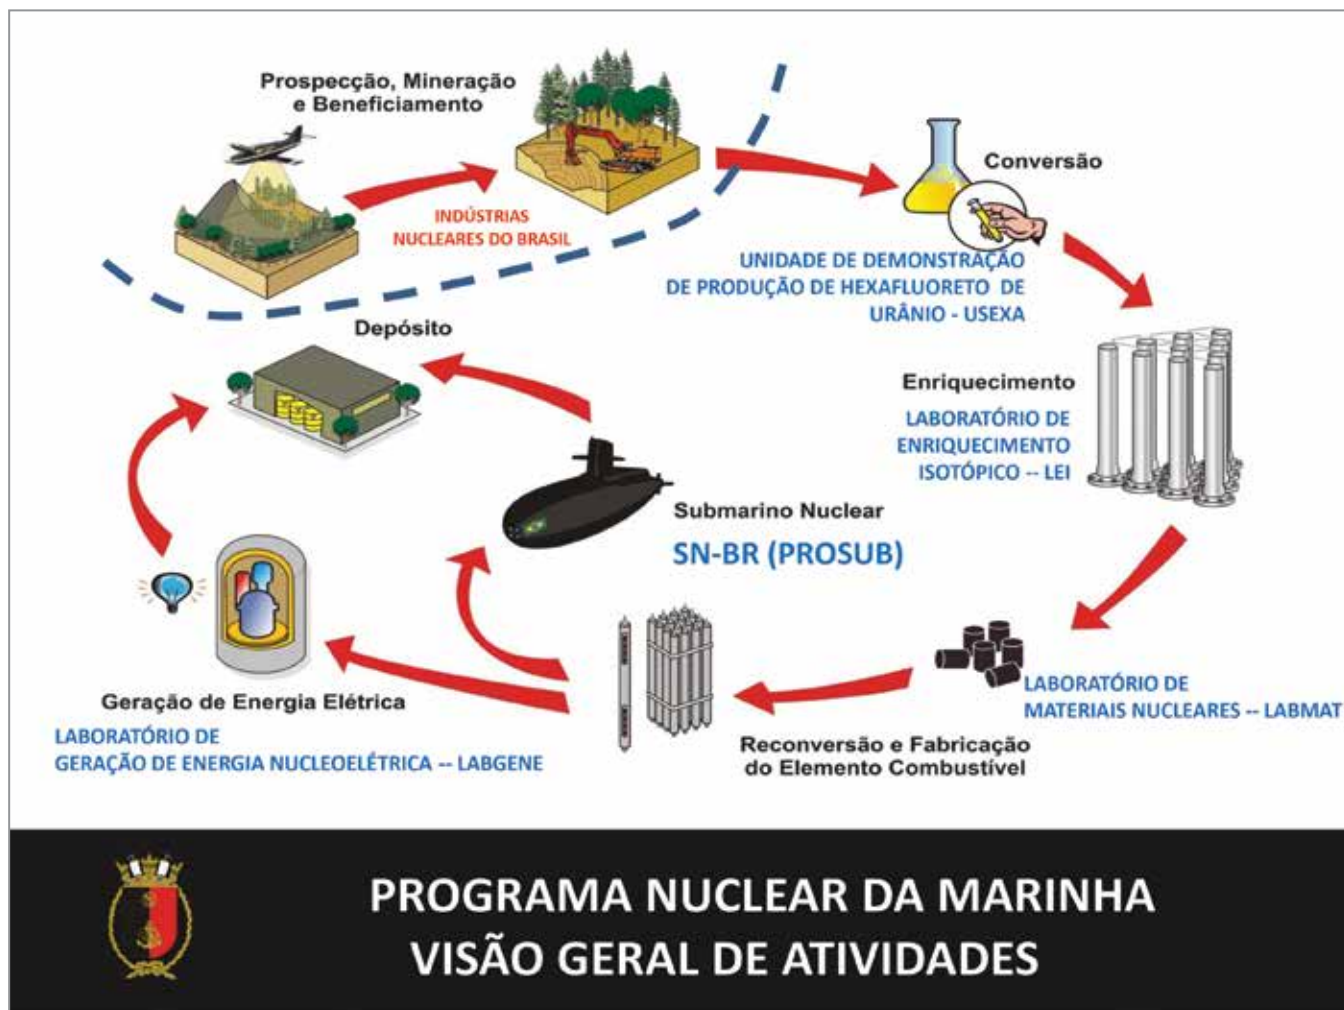 Prospecção, Mineração
e Beneficiamento
INDÚSTRIAS
NUCLEARES DO BRASIL
Conversão
UNIDADE DE DEMONSTRAÇÃO
DE PRODUÇÃO DE HEXAFLUORETO DE
URÂNIO - USEXA
Depósito
Enriquecimento
LABORATÓRIO DE
ENRIQUECIMENTO
ISOTÓPICO -- LEI
Submarino Nuclear
SN-BR (PROSUB)
LABORATÓRIO DE
MATERIAIS NUCLEARES -- LABMAT
Geração de Energia Elétrica
LABORATÓRIO DE
GERAÇÃO DE ENERGIA NUCLEOELÉTRICA -- LABGENE
Reconversão e Fabricação
do Elemento Combustível
PROGRAMA NUCLEAR DA MARINHA
VISÃO GERAL DE ATIVIDADES